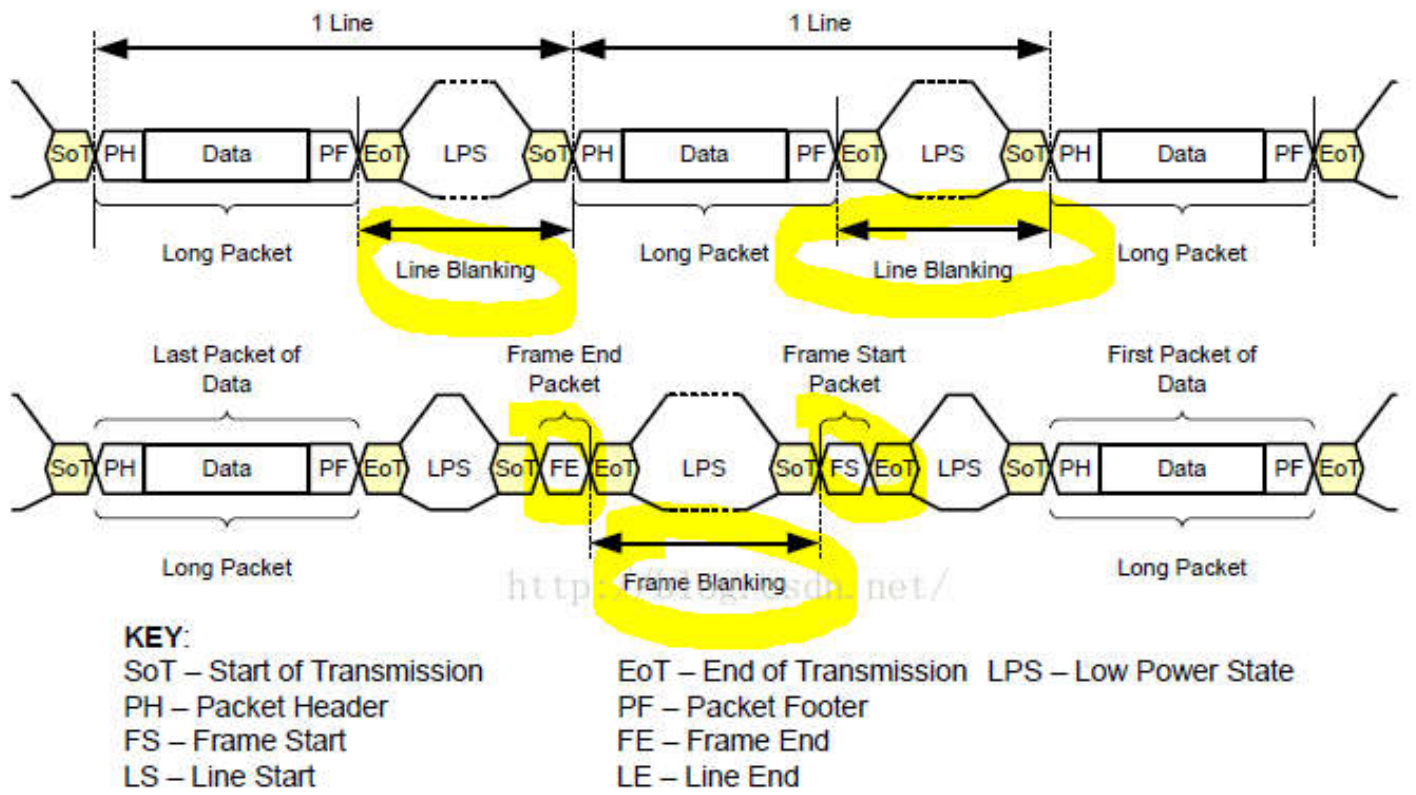 1 Line 1 Line
SoT PH Data PF EoT LPS SoT PH Data PF EoT LPS SoT PH Data PF EoT
Long Packet Line Blanking Long Packet Line Blanking Long Packet
Last Packet of Data Frame End Packet Frame Start Packet First Packet of Data
SoT PH Data PF EoT LPS SoT FE EoT LPS SoT FS EoT LPS SoT PH Data PF EoT
Long Packet Frame Blanking Long Packet
http://blog.csdn.net/
KEY:
SoT – Start of Transmission EoT – End of Transmission LPS – Low Power State
PH – Packet Header PF – Packet Footer
FS – Frame Start FE – Frame End
LS – Line Start LE – Line End